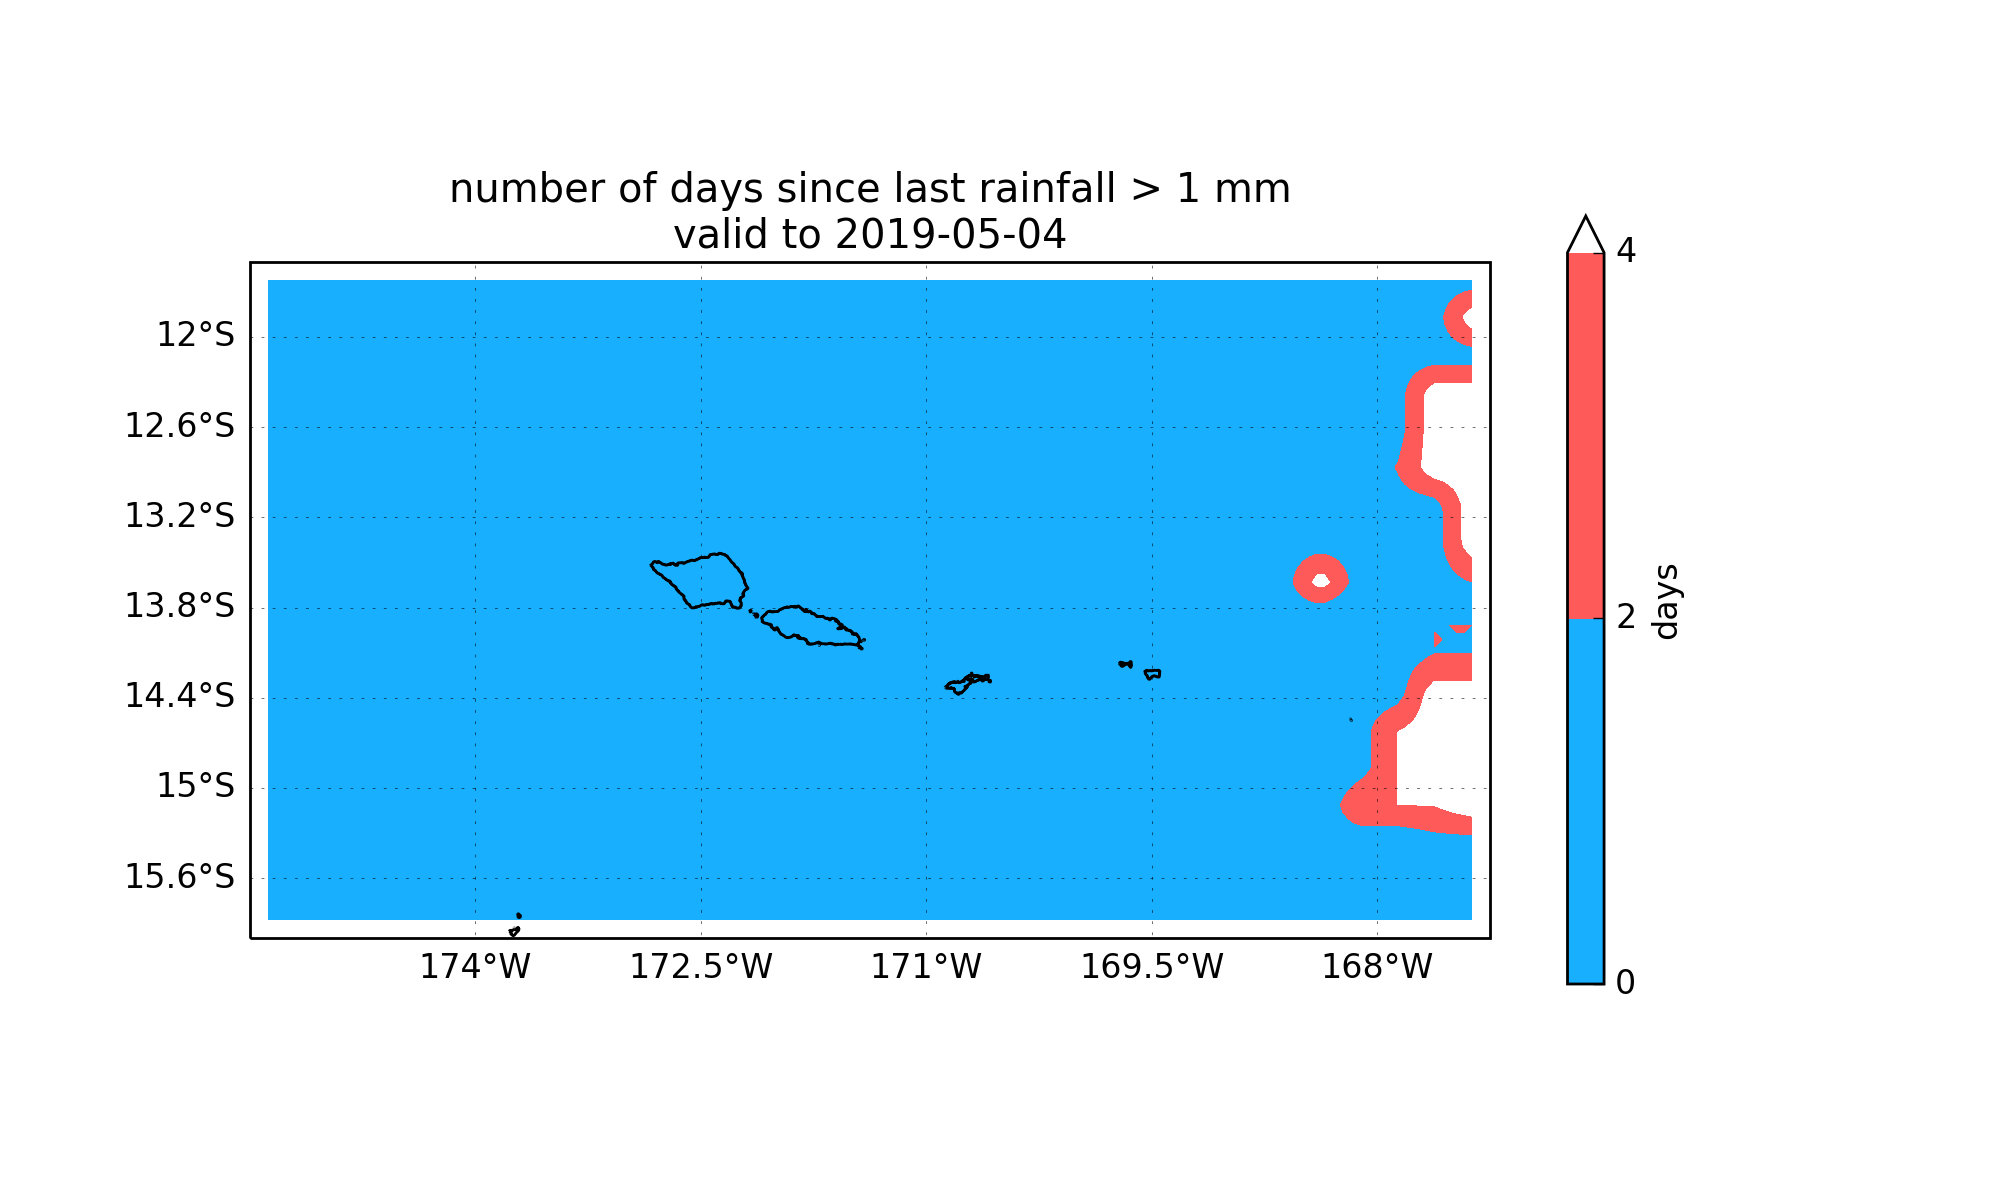 number of days since last rainfall > 1 mm
valid to 2019-05-04
12°S
12.6°S
13.2°S
13.8°S
14.4°S
15°S
15.6°S
174°W
172.5°W
171°W
169.5°W
168°W
4
2
0
days